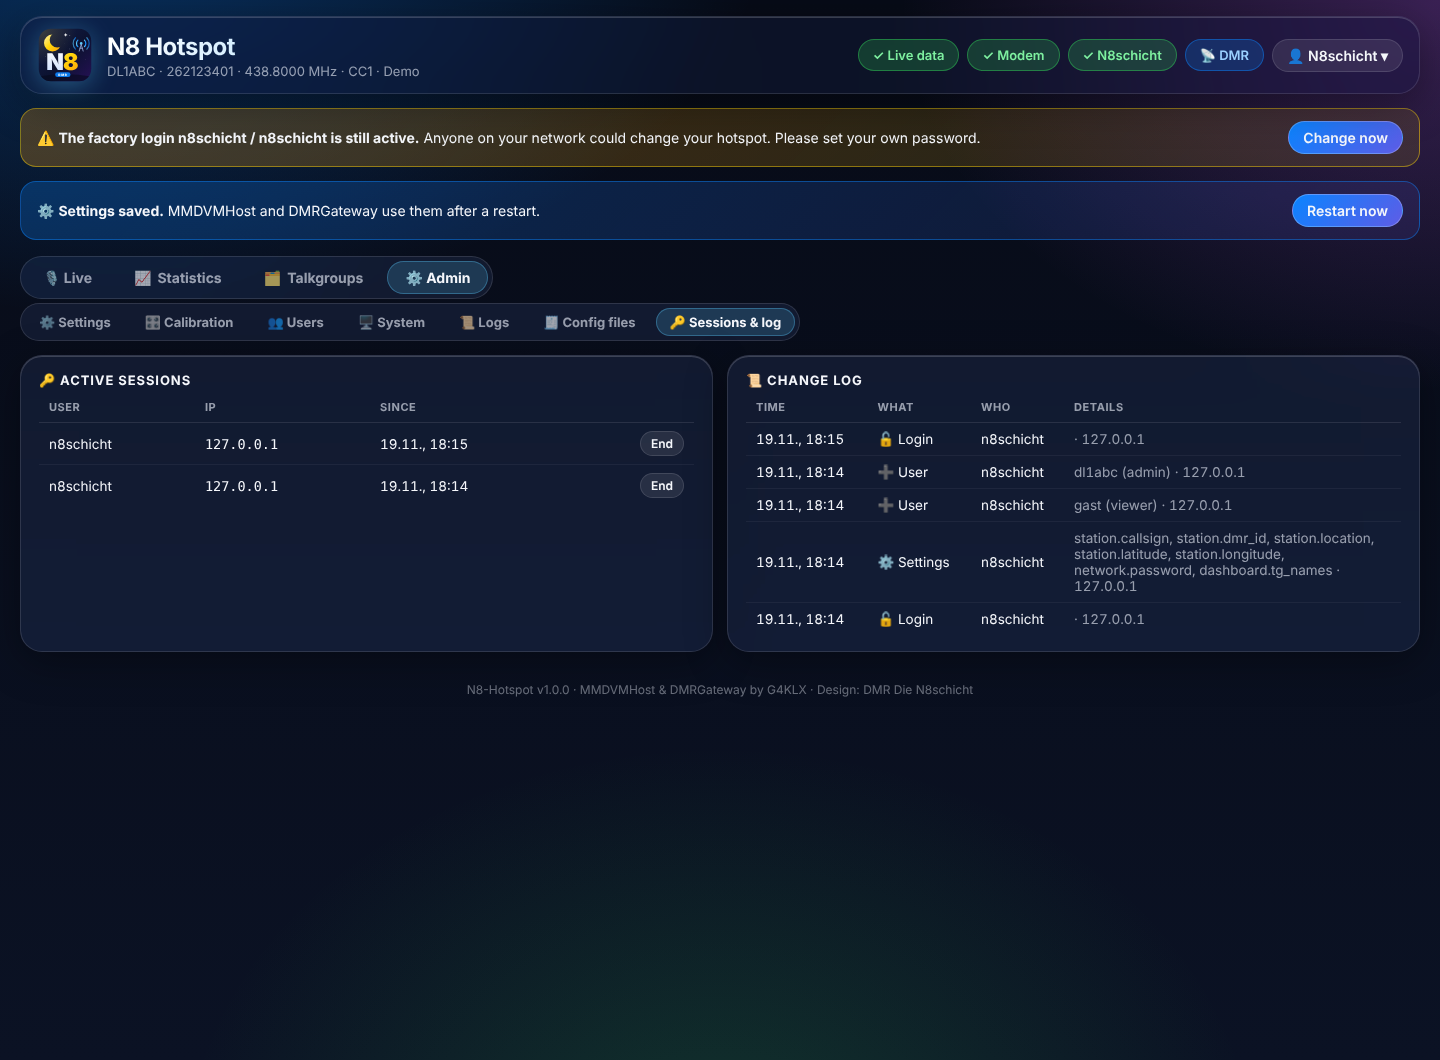 N8
DMR
N8 Hotspot
DL1ABC · 262123401 · 438.8000 MHz · CC1 · Demo
✓ Live data
✓ Modem
✓ N8schicht
📡 DMR
👤 N8schicht ▾
⚠️ The factory login n8schicht / n8schicht is still active. Anyone on your network could change your hotspot. Please set your own password.
Change now
⚙️ Settings saved. MMDVMHost and DMRGateway use them after a restart.
Restart now
🎙️ Live
📈 Statistics
🗂️ Talkgroups
⚙️ Admin
⚙️ Settings
🎛️ Calibration
👥 Users
🖥️ System
📜 Logs
🧾 Config files
🔑 Sessions & log
🔑 ACTIVE SESSIONS
USER IP SINCE
n8schicht 127.0.0.1 19.11., 18:15 End
n8schicht 127.0.0.1 19.11., 18:14 End
📜 CHANGE LOG
TIME WHAT WHO DETAILS
19.11., 18:15 🔓 Login n8schicht · 127.0.0.1
19.11., 18:14 ➕ User n8schicht dl1abc (admin) · 127.0.0.1
19.11., 18:14 ➕ User n8schicht gast (viewer) · 127.0.0.1
19.11., 18:14 ⚙️ Settings n8schicht station.callsign, station.dmr_id, station.location,
station.latitude, station.longitude,
network.password, dashboard.tg_names ·
127.0.0.1
19.11., 18:14 🔓 Login n8schicht · 127.0.0.1
N8-Hotspot v1.0.0 · MMDVMHost & DMRGateway by G4KLX · Design: DMR Die N8schicht